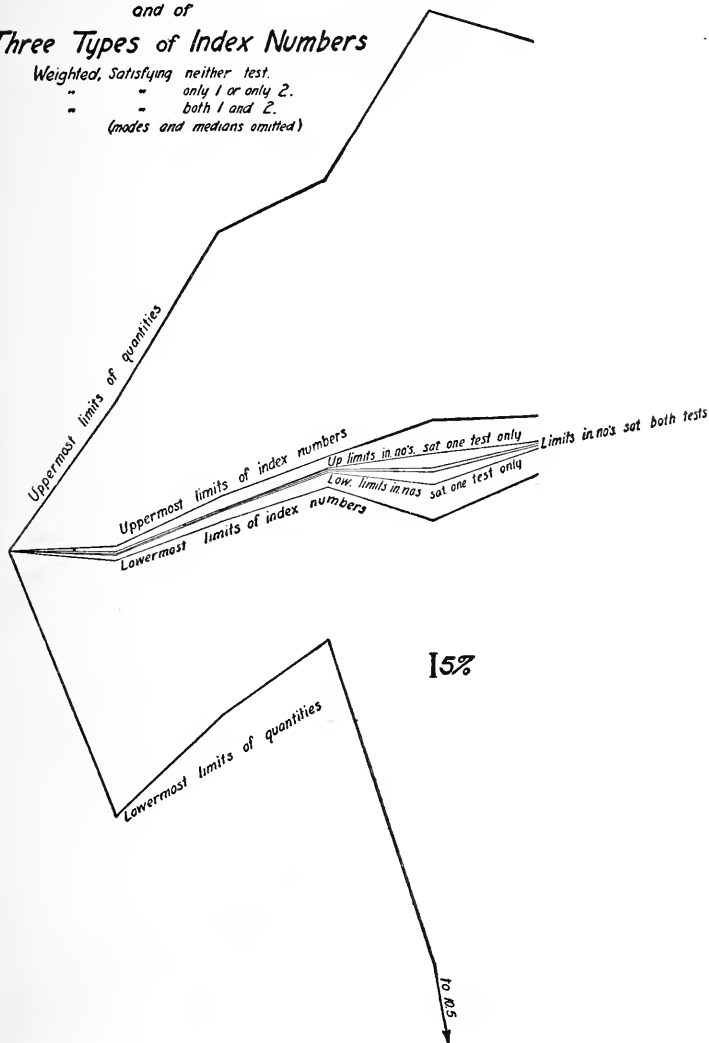 and of
Three Types of Index Numbers
Weighted, Satisfying neither test.
" " only 1 or only 2.
" " both 1 and 2.
(modes and medians omitted)
Uppermost limits of quantities
Uppermost limits of index numbers
Up limits in no's. sat one test only
Limits in no's sat both tests
Low. limits in nos sat one test only
Lowermost limits of index numbers
I5%
Lowermost limits of quantities
to 10.5